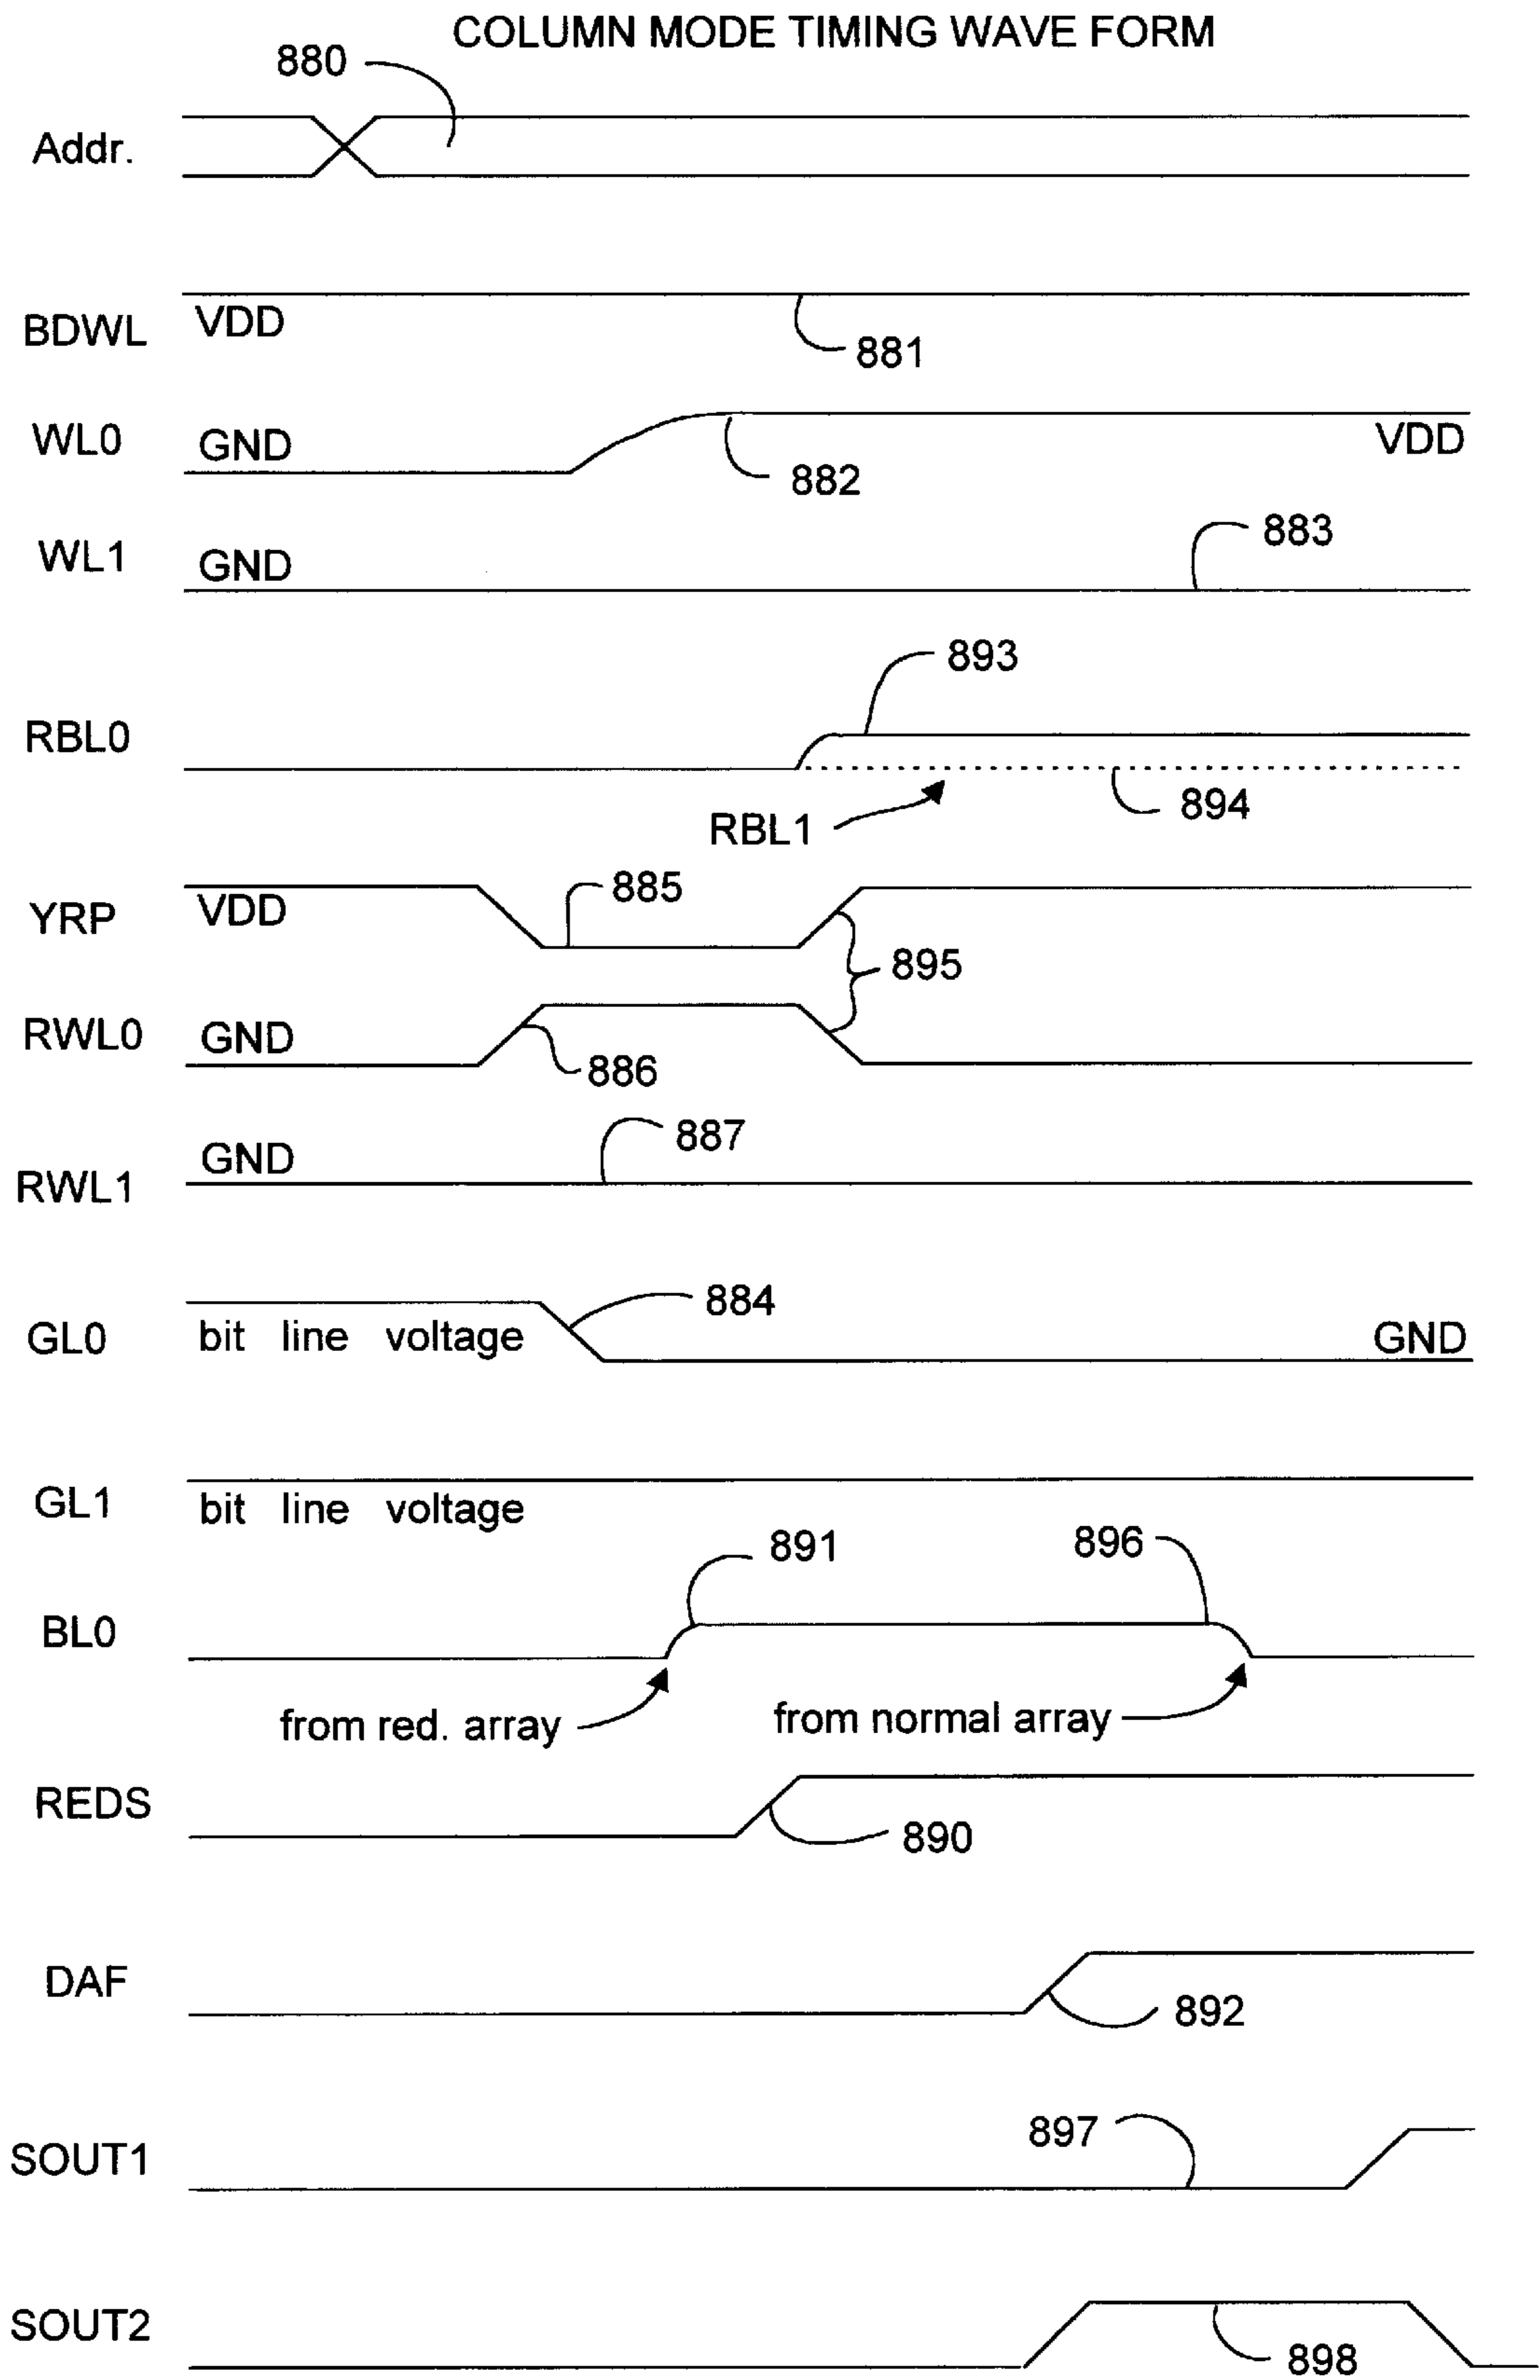 COLUMN MODE TIMING WAVE FORM
880
Addr.
BDWL
VDD
881
WL0
GND
VDD
882
WL1
GND
883
893
RBL0
RBL1
894
YRP
VDD
885
895
RWL0
GND
886
RWL1
GND
887
GL0
bit line voltage
884
GND
GL1
bit line voltage
891
896
BL0
from red. array
from normal array
REDS
890
DAF
892
897
SOUT1
SOUT2
898